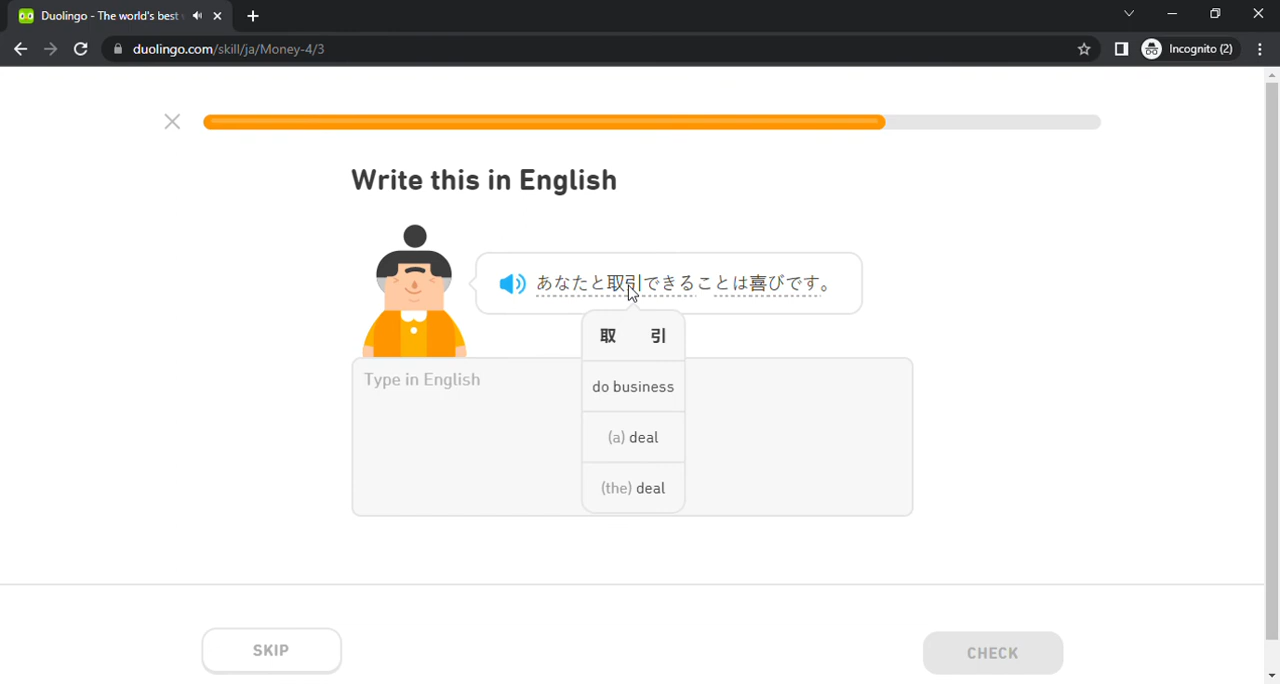 Duolingo - The world's best
duolingo.com/skill/ja/Money-4/3
Incognito (2)
Write this in English
あなたと取引できることは喜びです。
取 引
do business
(a) deal
(the) deal
Type in English
SKIP
CHECK